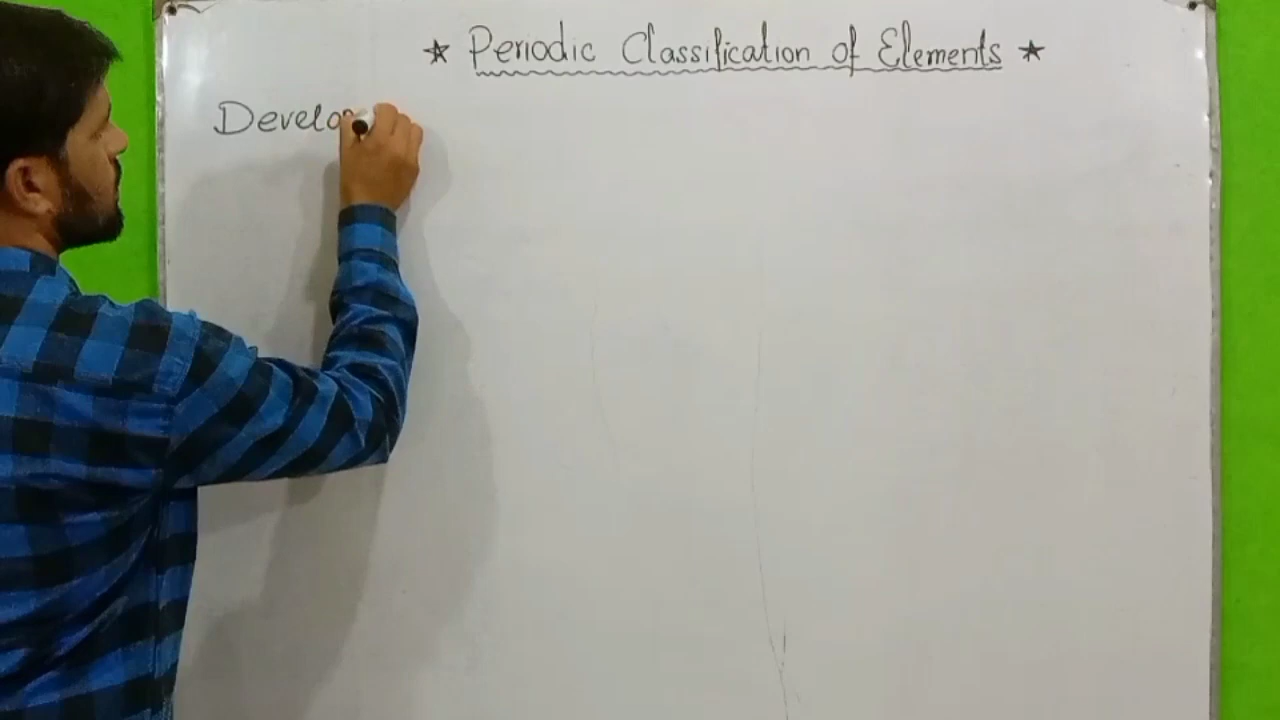 ★ Periodic Classification of Elements ★
Develo